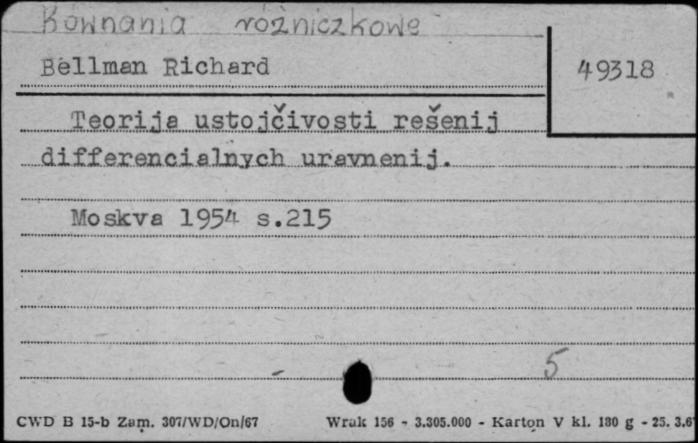 Równania różniczkowe
Bellman Richard
49318
Teorija ustojčivosti rešenij
differencialnych uravnenij.
Moskva 1954 s.215
5
CWD B 15-b Zam. 307/WD/On/67 Wrak 156 - 3.305.000 - Karton V kl. 180 g - 25. 3.6